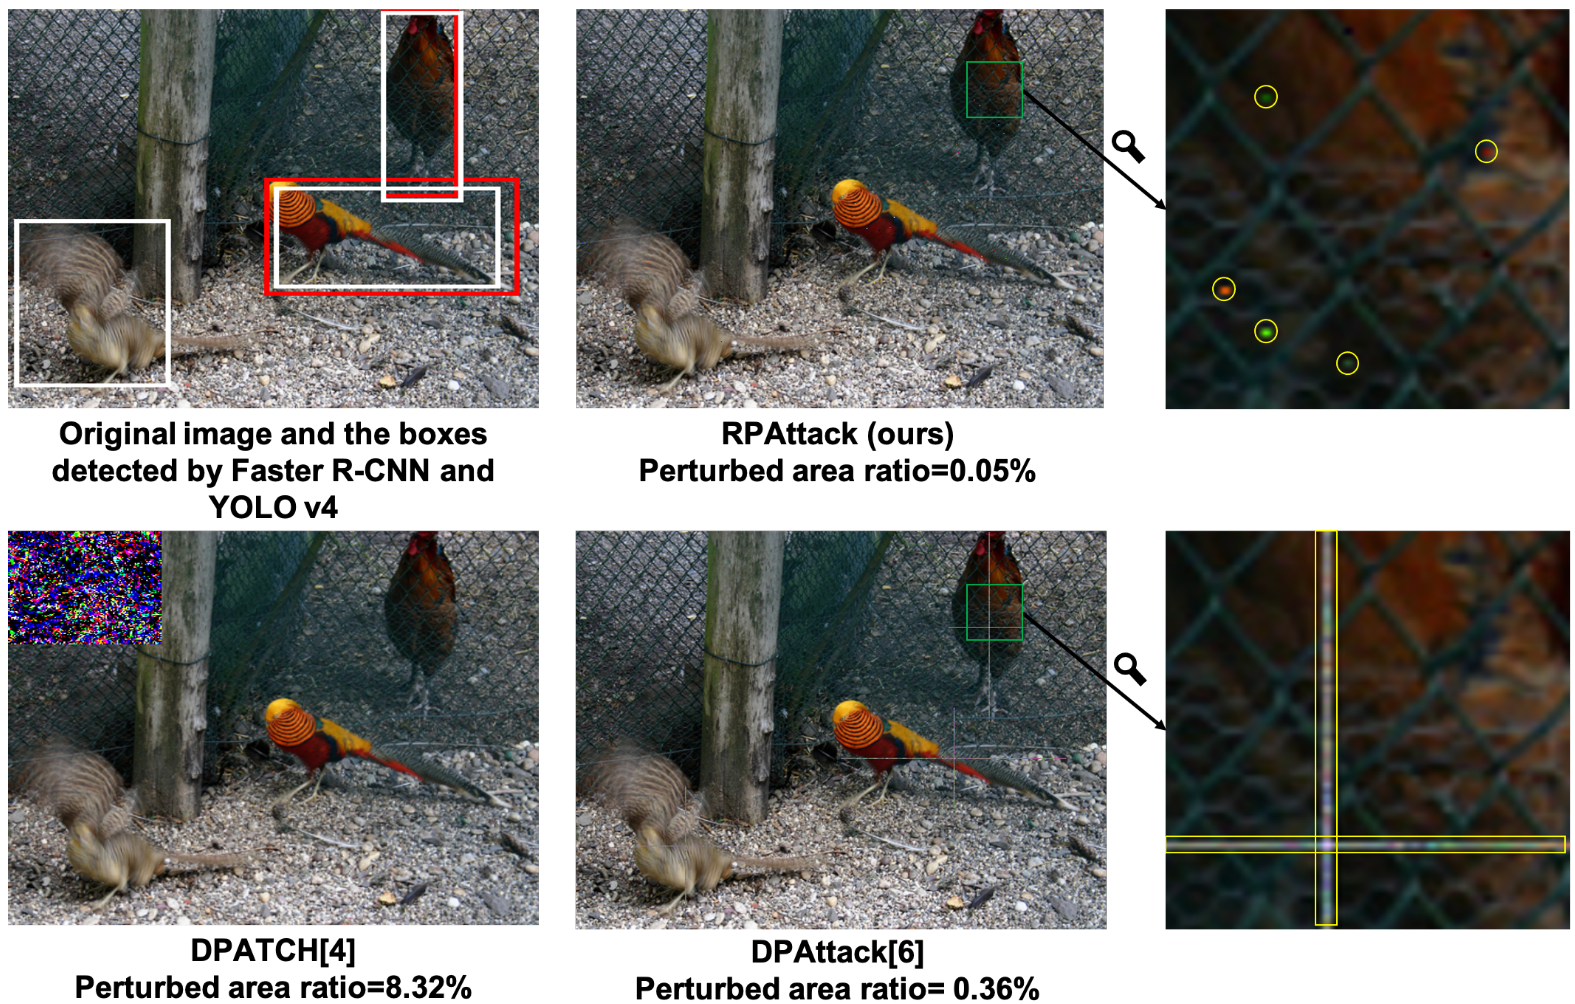 Original image and the boxes
detected by Faster R-CNN and
YOLO v4
RPAttack (ours)
Perturbed area ratio=0.05%
DPATCH[4]
Perturbed area ratio=8.32%
DPAttack[6]
Perturbed area ratio= 0.36%